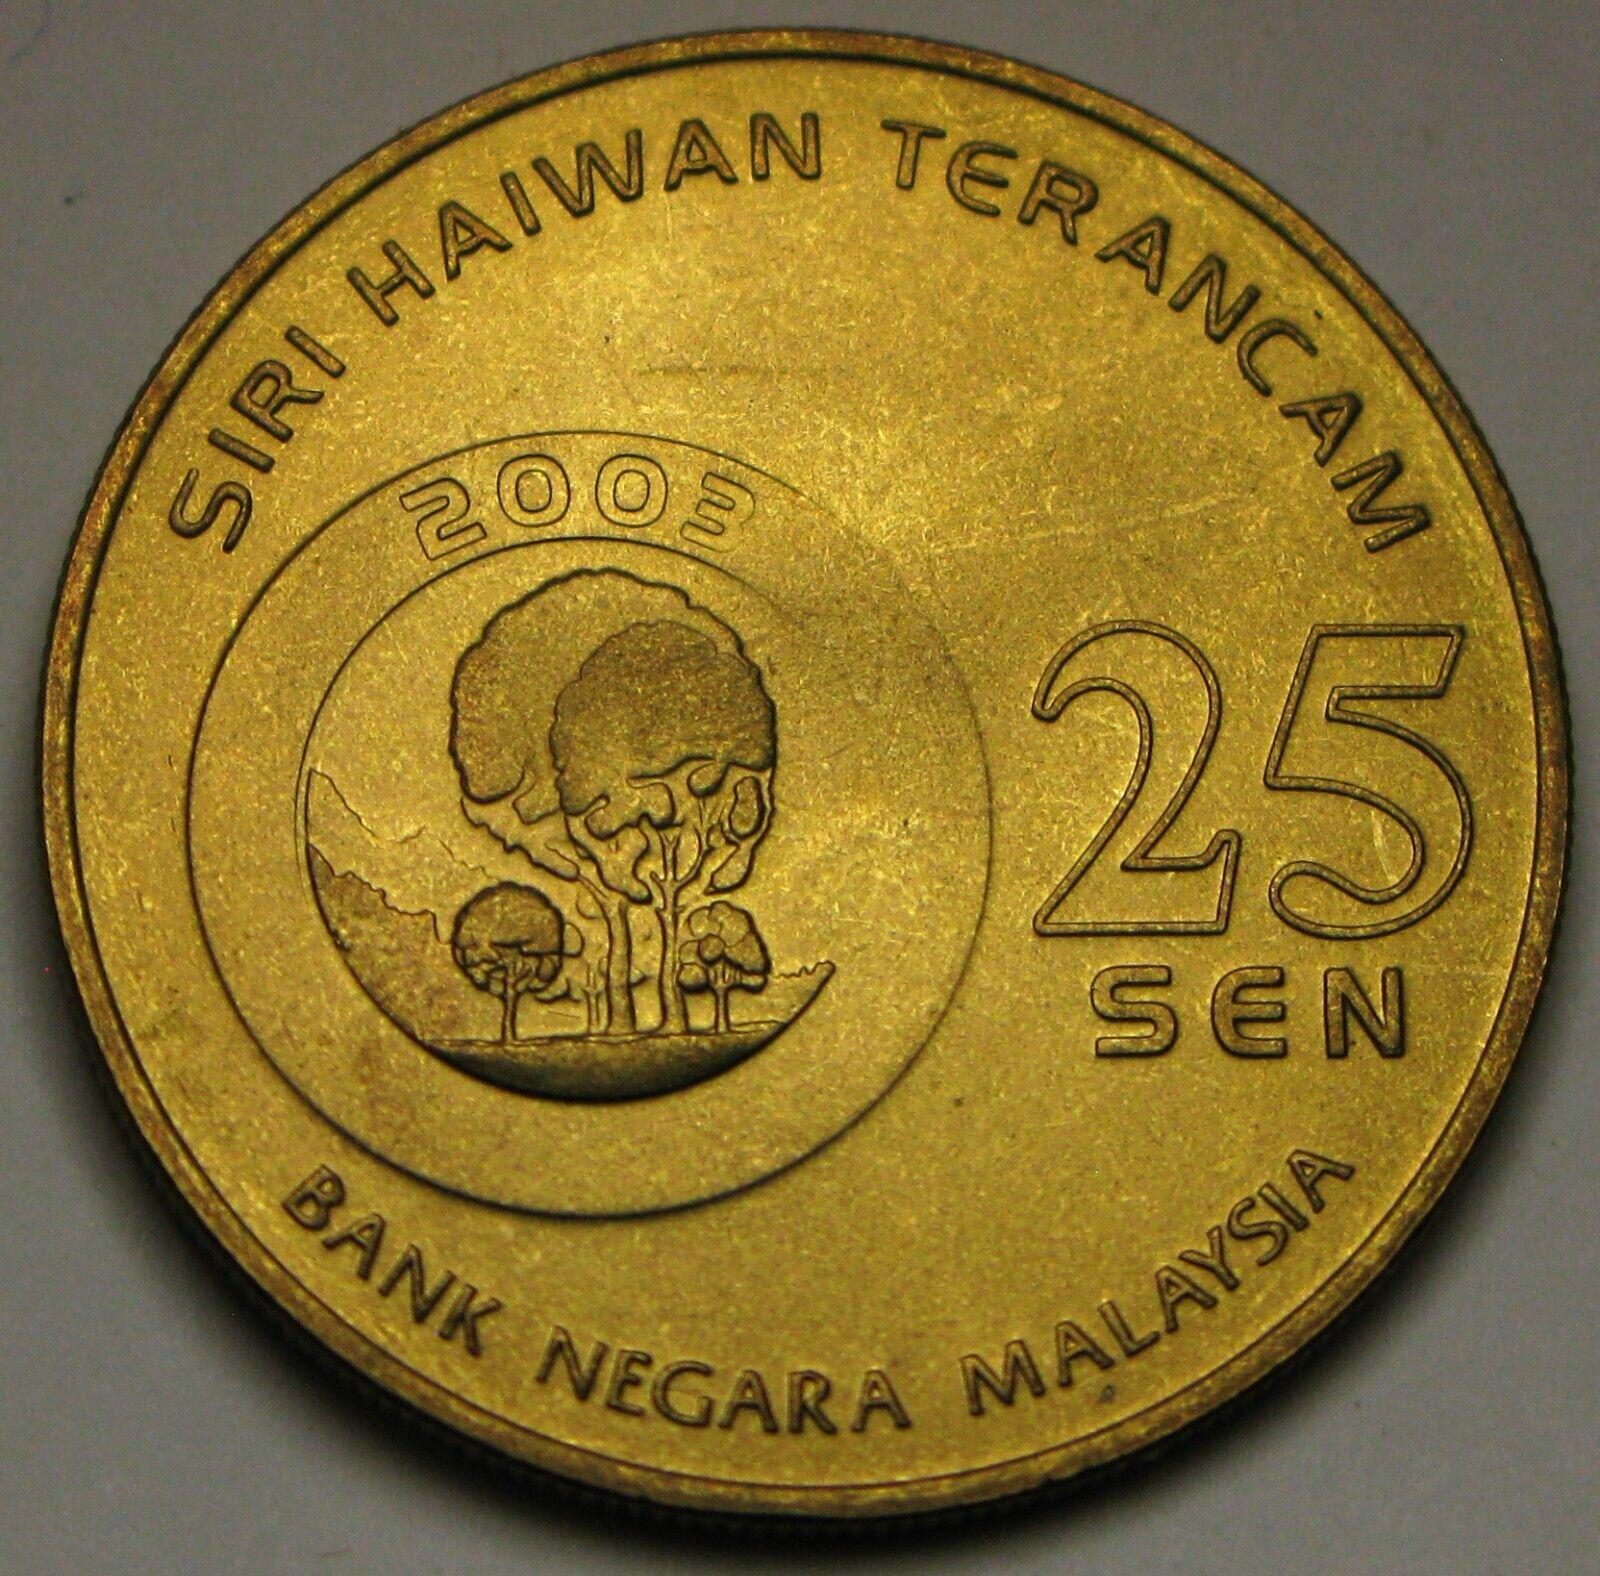 SIRI HAIWAN TERANCAM
2003
25
SEN
BANK NEGARA MALAYSIA